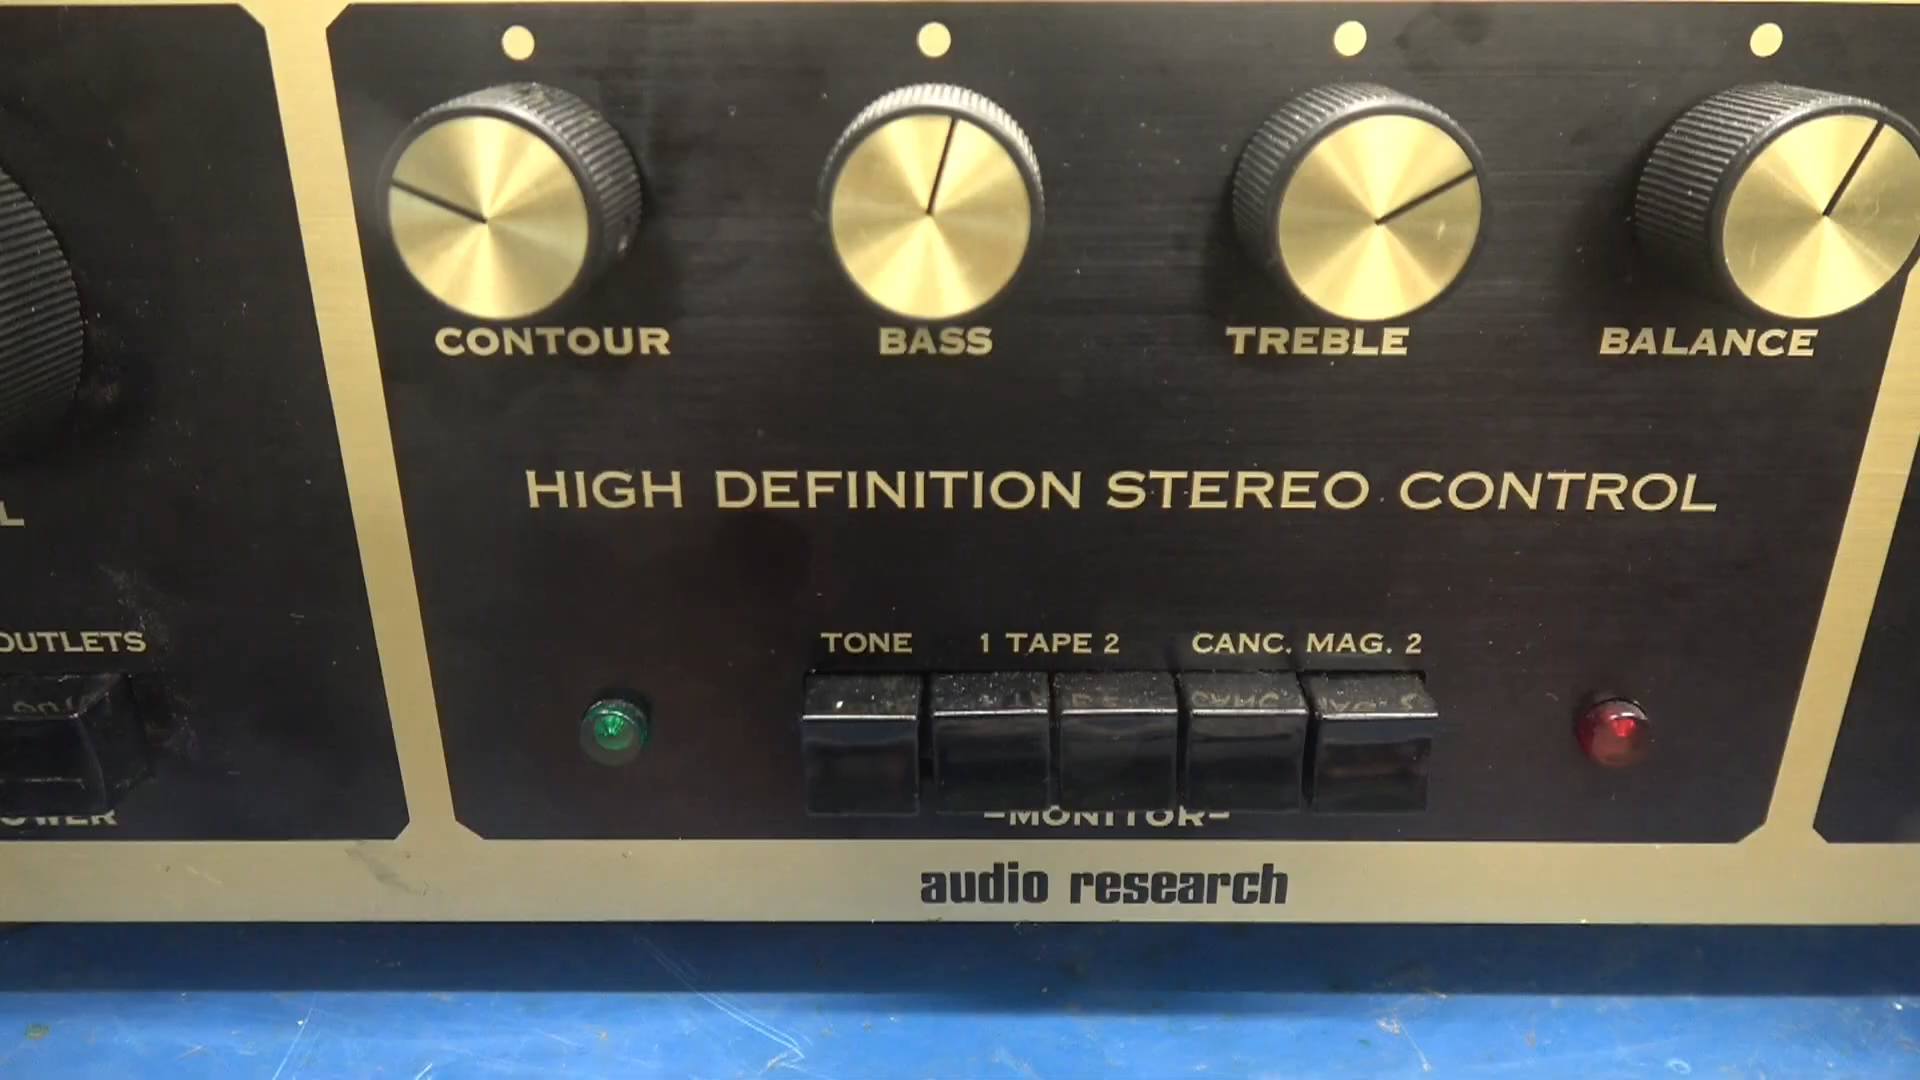 CONTOUR BASS TREBLE BALANCE
HIGH DEFINITION STEREO CONTROL
L
OUTLETS
TONE 1 TAPE 2 CANC. MAG. 2
OWER
-MONITOR-
audio research